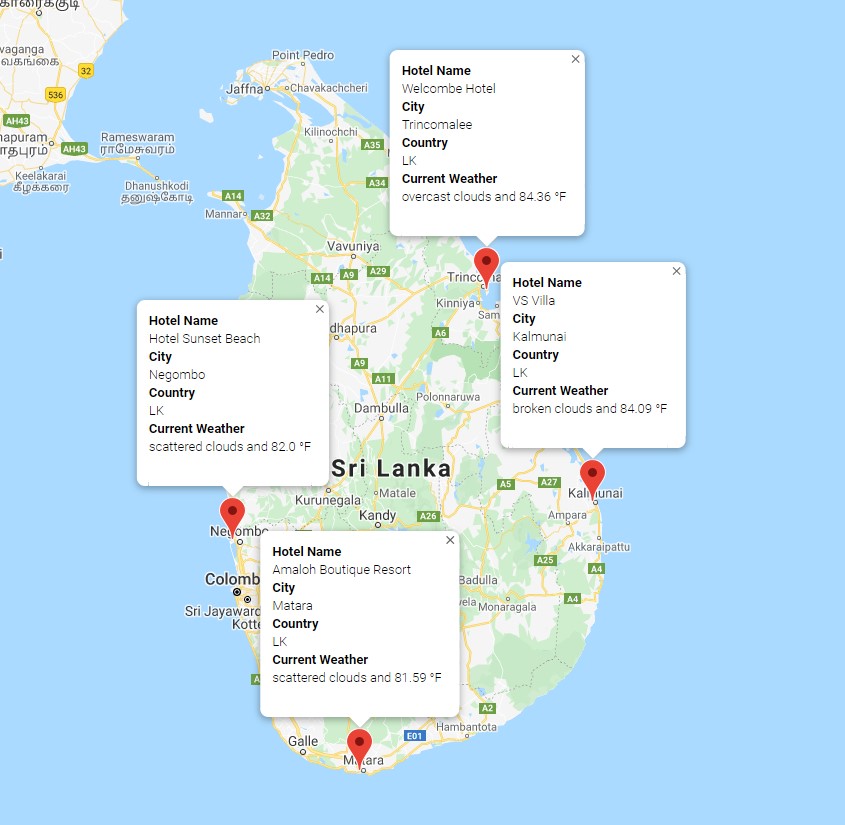 காரைக்குடி
vaganga
வகங்கை
32
536
AH43
AH43
Rameswaram
ராமேசுவரம்
Keelakarai
கீழக்கரை
Dhanushkodi
தனுஷ்கோடி
Point Pedro
Jaffna
Chavakachcheri
Kilinochchi
A35
A34
A14
Mannar
A32
Vavuniya
A14
A9
A29
Hotel Name
Welcombe Hotel
City
Trincomalee
Country
LK
Current Weather
overcast clouds and 84.36 °F
Kinniya
A6
Hotel Name
VS Villa
City
Kalmunai
Country
LK
Current Weather
broken clouds and 84.09 °F
Hotel Name
Hotel Sunset Beach
City
Negombo
Country
LK
Current Weather
scattered clouds and 82.0 °F
dhapura
A9
A11
Dambulla
Polonnaruwa
Sri Lanka
Kurunegala
Matale
Kandy
A26
A5
A27
Kalmunai
Ampara
Akkaraipattu
A25
A4
A4
Negombo
Colomb
Sri Jayaward
Kotte
Hotel Name
Amaloh Boutique Resort
City
Matara
Country
LK
Current Weather
scattered clouds and 81.59 °F
Badulla
Monaragala
A2
Hambantota
E01
Galle
Matara